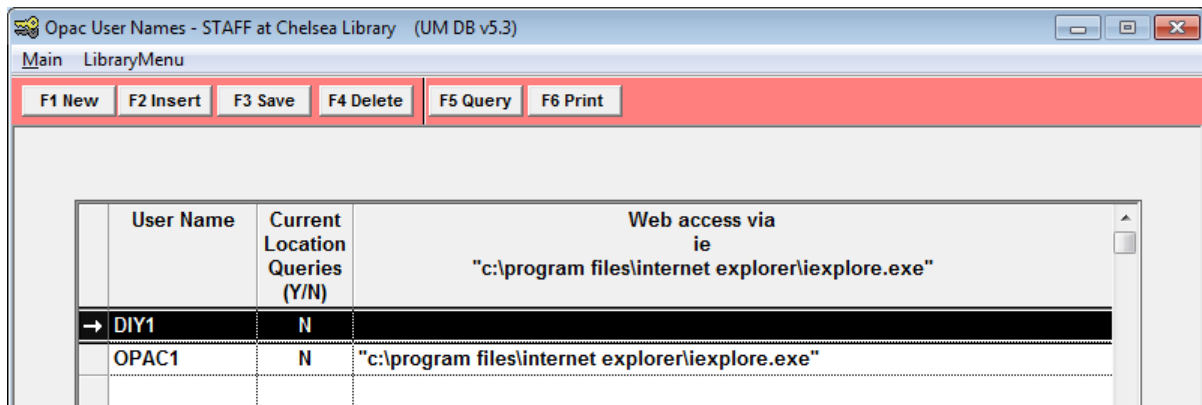 Opac User Names - STAFF at Chelsea Library (UM DB v5.3)
Main LibraryMenu
F1 New F2 Insert F3 Save F4 Delete F5 Query F6 Print
User Name Current Location Queries (Y/N) Web access via ie "c:\program files\internet explorer\iexplore.exe"
DIY1 N
OPAC1 N "c:\program files\internet explorer\iexplore.exe"